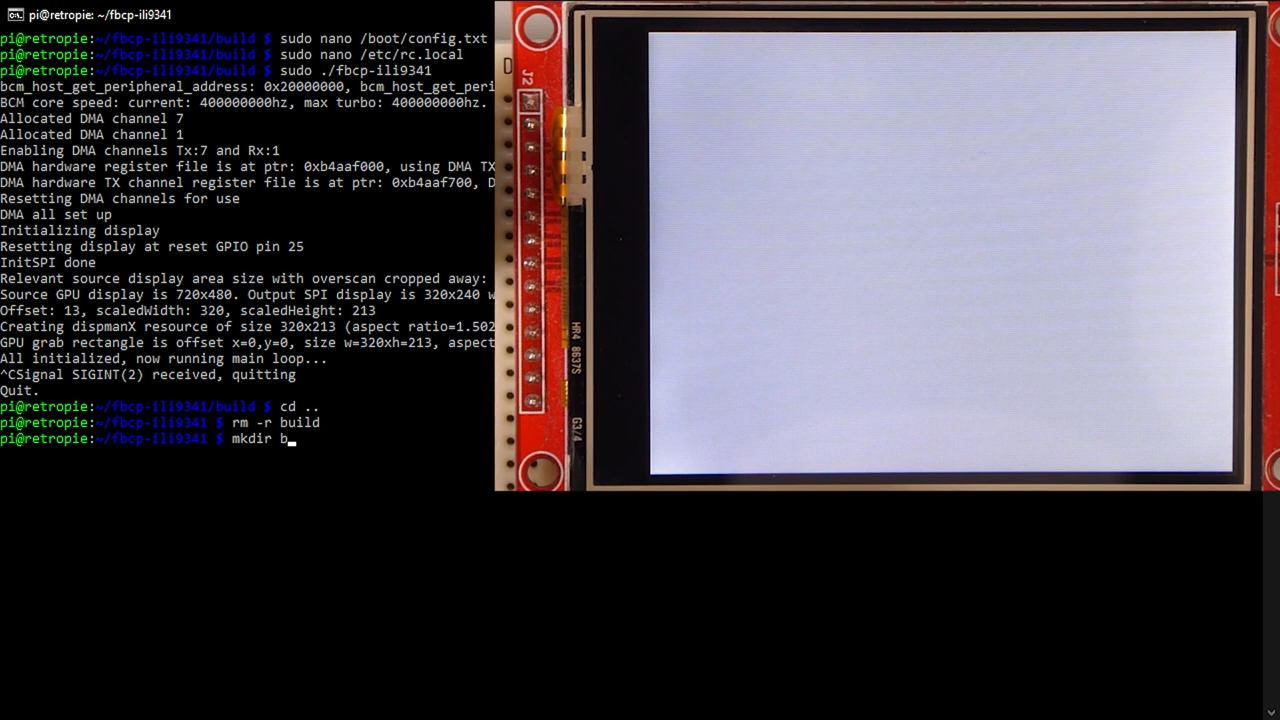 pi@retropie: ~/fbcp-ili9341
pi@retropie:~/fbcp-ili9341/build $ sudo nano /boot/config.txt
pi@retropie:~/fbcp-ili9341/build $ sudo nano /etc/rc.local
pi@retropie:~/fbcp-ili9341/build $ sudo ./fbcp-ili9341
bcm_host_get_peripheral_address: 0x20000000, bcm_host_get_peri
BCM core speed: current: 400000000hz, max turbo: 400000000hz.
Allocated DMA channel 7
Allocated DMA channel 1
Enabling DMA channels Tx:7 and Rx:1
DMA hardware register file is at ptr: 0xb4aaf000, using DMA TX
DMA hardware TX channel register file is at ptr: 0xb4aaf700, D
Resetting DMA channels for use
DMA all set up
Initializing display
Resetting display at reset GPIO pin 25
InitSPI done
Relevant source display area size with overscan cropped away:
Source GPU display is 720x480. Output SPI display is 320x240 w
Offset: 13, scaledWidth: 320, scaledHeight: 213
Creating dispmanX resource of size 320x213 (aspect ratio=1.502
GPU grab rectangle is offset x=0,y=0, size w=320xh=213, aspect
All initialized, now running main loop...
^CSignal SIGINT(2) received, quitting
Quit.
pi@retropie:~/fbcp-ili9341/build $ cd ..
pi@retropie:~/fbcp-ili9341 $ rm -r build
pi@retropie:~/fbcp-ili9341 $ mkdir b
D
J2
HR4 8637S
G3/4